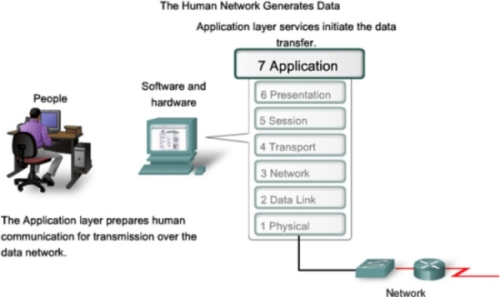 The Human Network Generates Data
Application layer services initiate the data
transfer.
7 Application
People
Software and
hardware
6 Presentation
5 Session
4 Transport
3 Network
2 Data Link
1 Physical
The Application layer prepares human
communication for transmission over the
data network.
Network